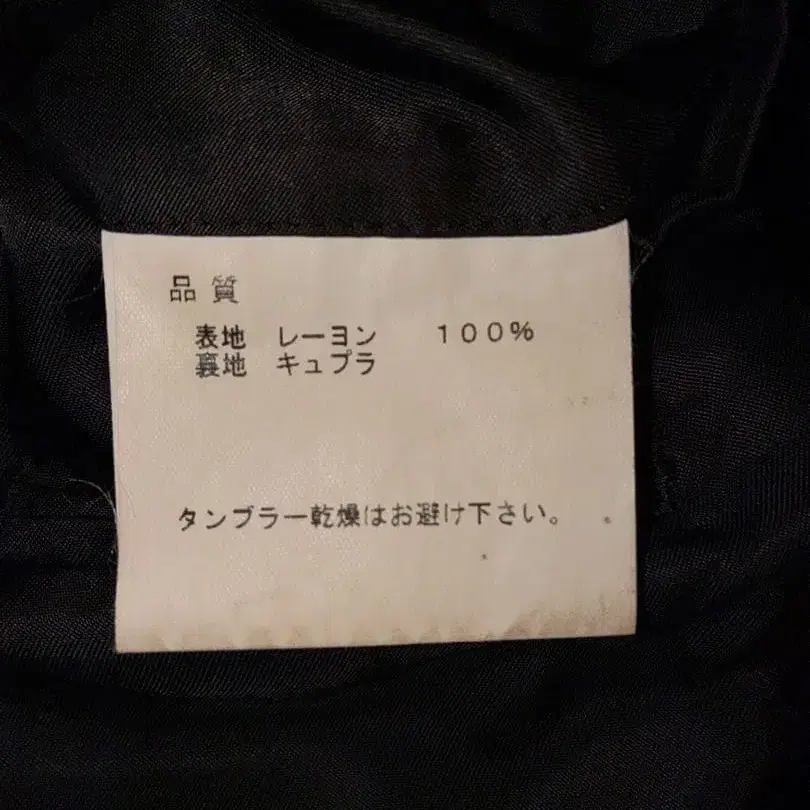 品質
表地 レーヨン 100%
裏地 キュプラ
タンブラー乾燥はお避け下さい。